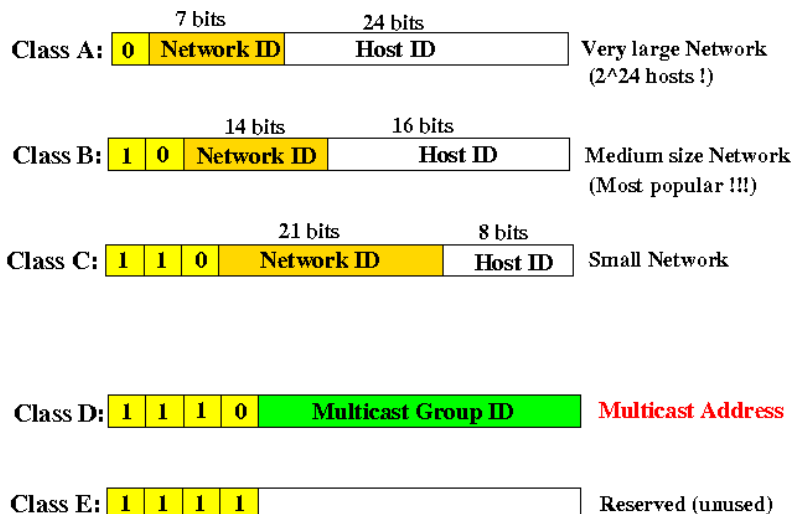 7 bits 24 bits
Class A: 0 Network ID Host ID Very large Network
(2^24 hosts !)
14 bits 16 bits
Class B: 1 0 Network ID Host ID Medium size Network
(Most popular !!!)
21 bits 8 bits
Class C: 1 1 0 Network ID Host ID Small Network
Class D: 1 1 1 0 Multicast Group ID Multicast Address
Class E: 1 1 1 1 Reserved (unused)